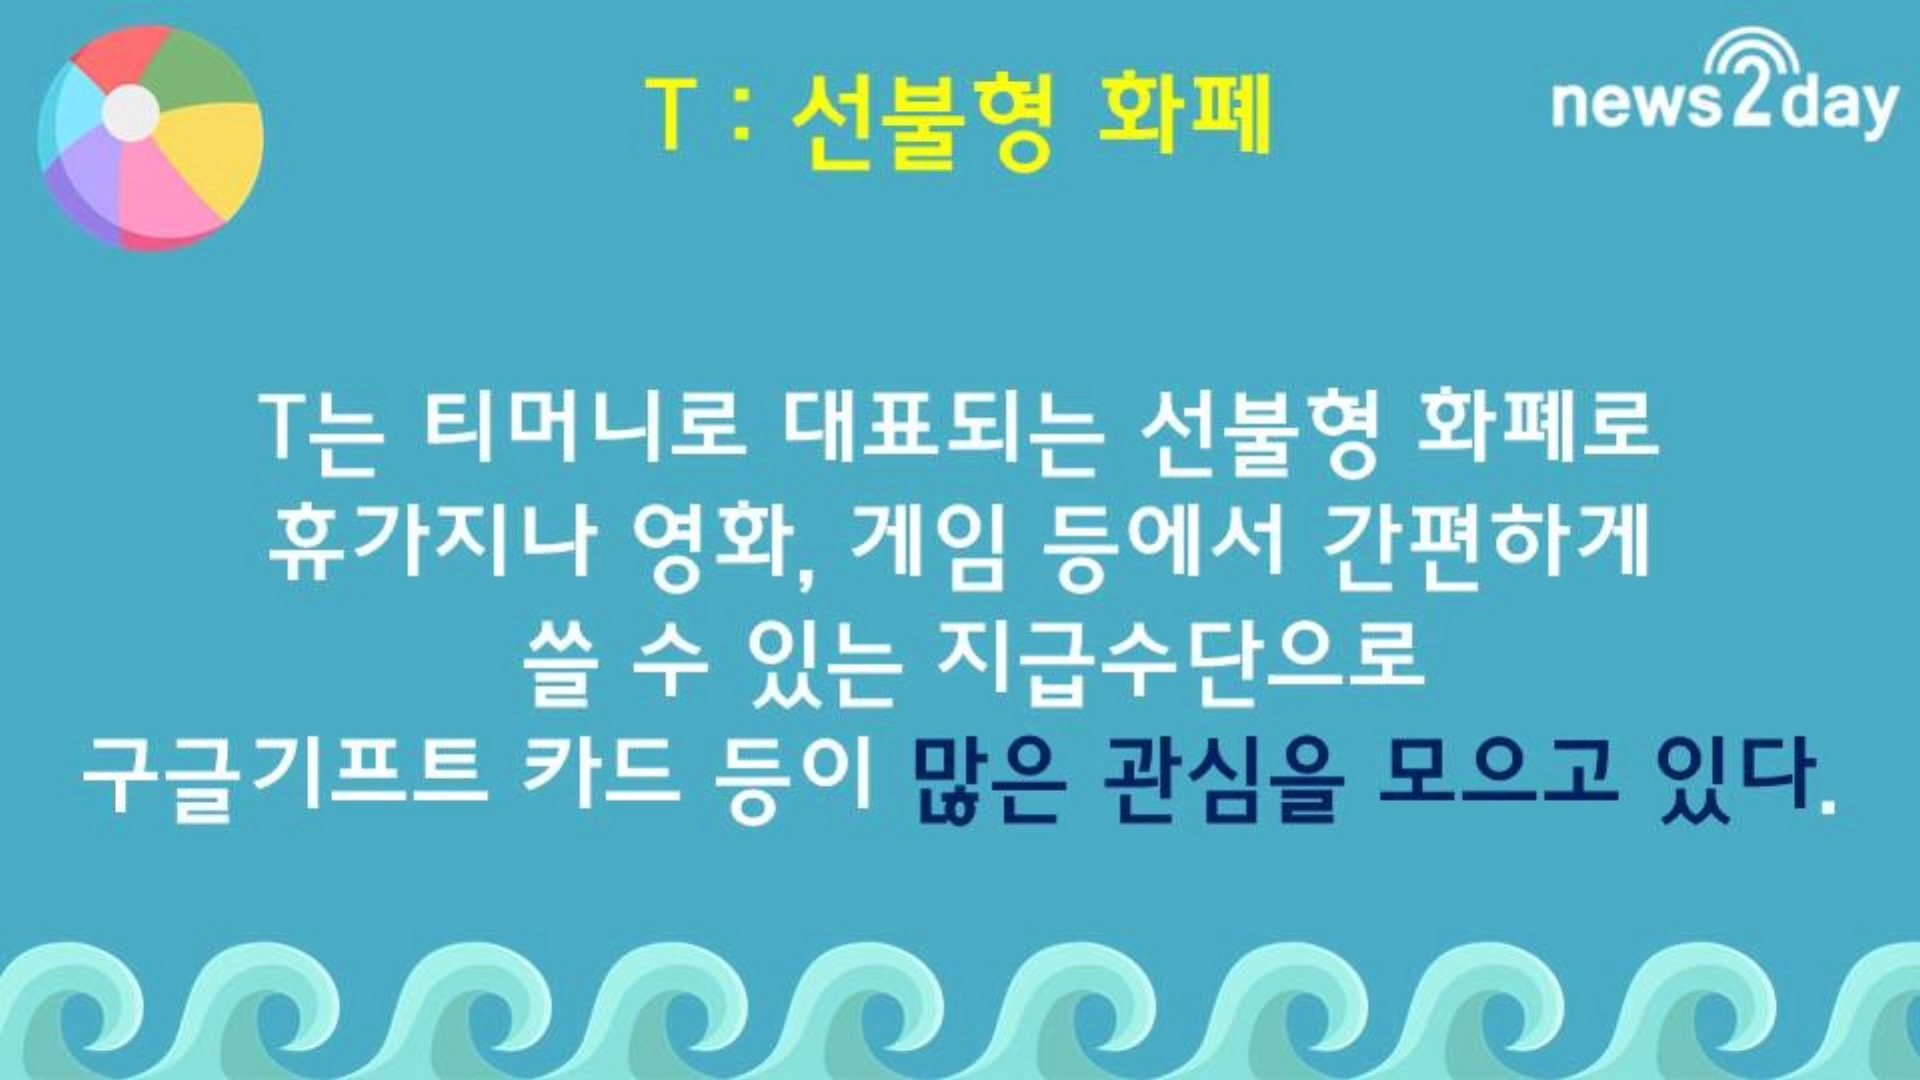 T : 선불형 화폐
news2day
T는 티머니로 대표되는 선불형 화폐로
휴가지나 영화, 게임 등에서 간편하게
쓸 수 있는 지급수단으로
구글기프트 카드 등이 많은 관심을 모으고 있다.